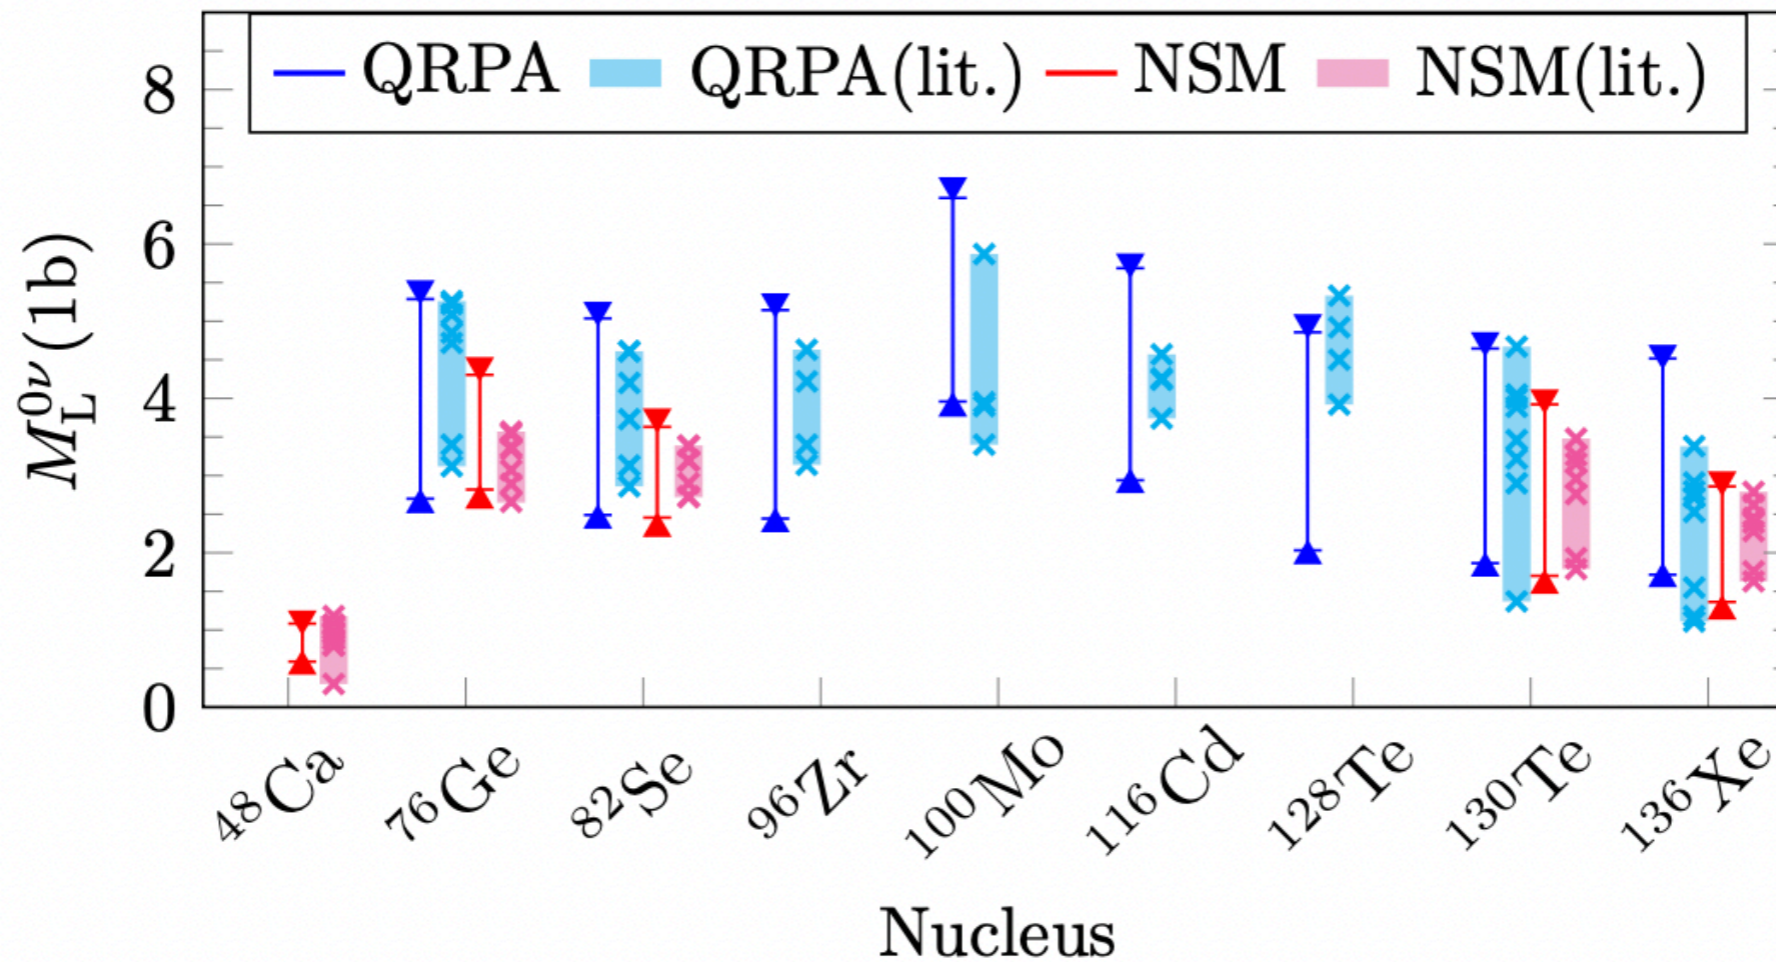 QRPA QRPA(lit.) NSM NSM(lit.)
M_L^{0ν}(1b)
8
6
4
2
0
⁴⁸Ca ⁷⁶Ge ⁸²Se ⁹⁶Zr ¹⁰⁰Mo ¹¹⁶Cd ¹²⁸Te ¹³⁰Te ¹³⁶Xe
Nucleus